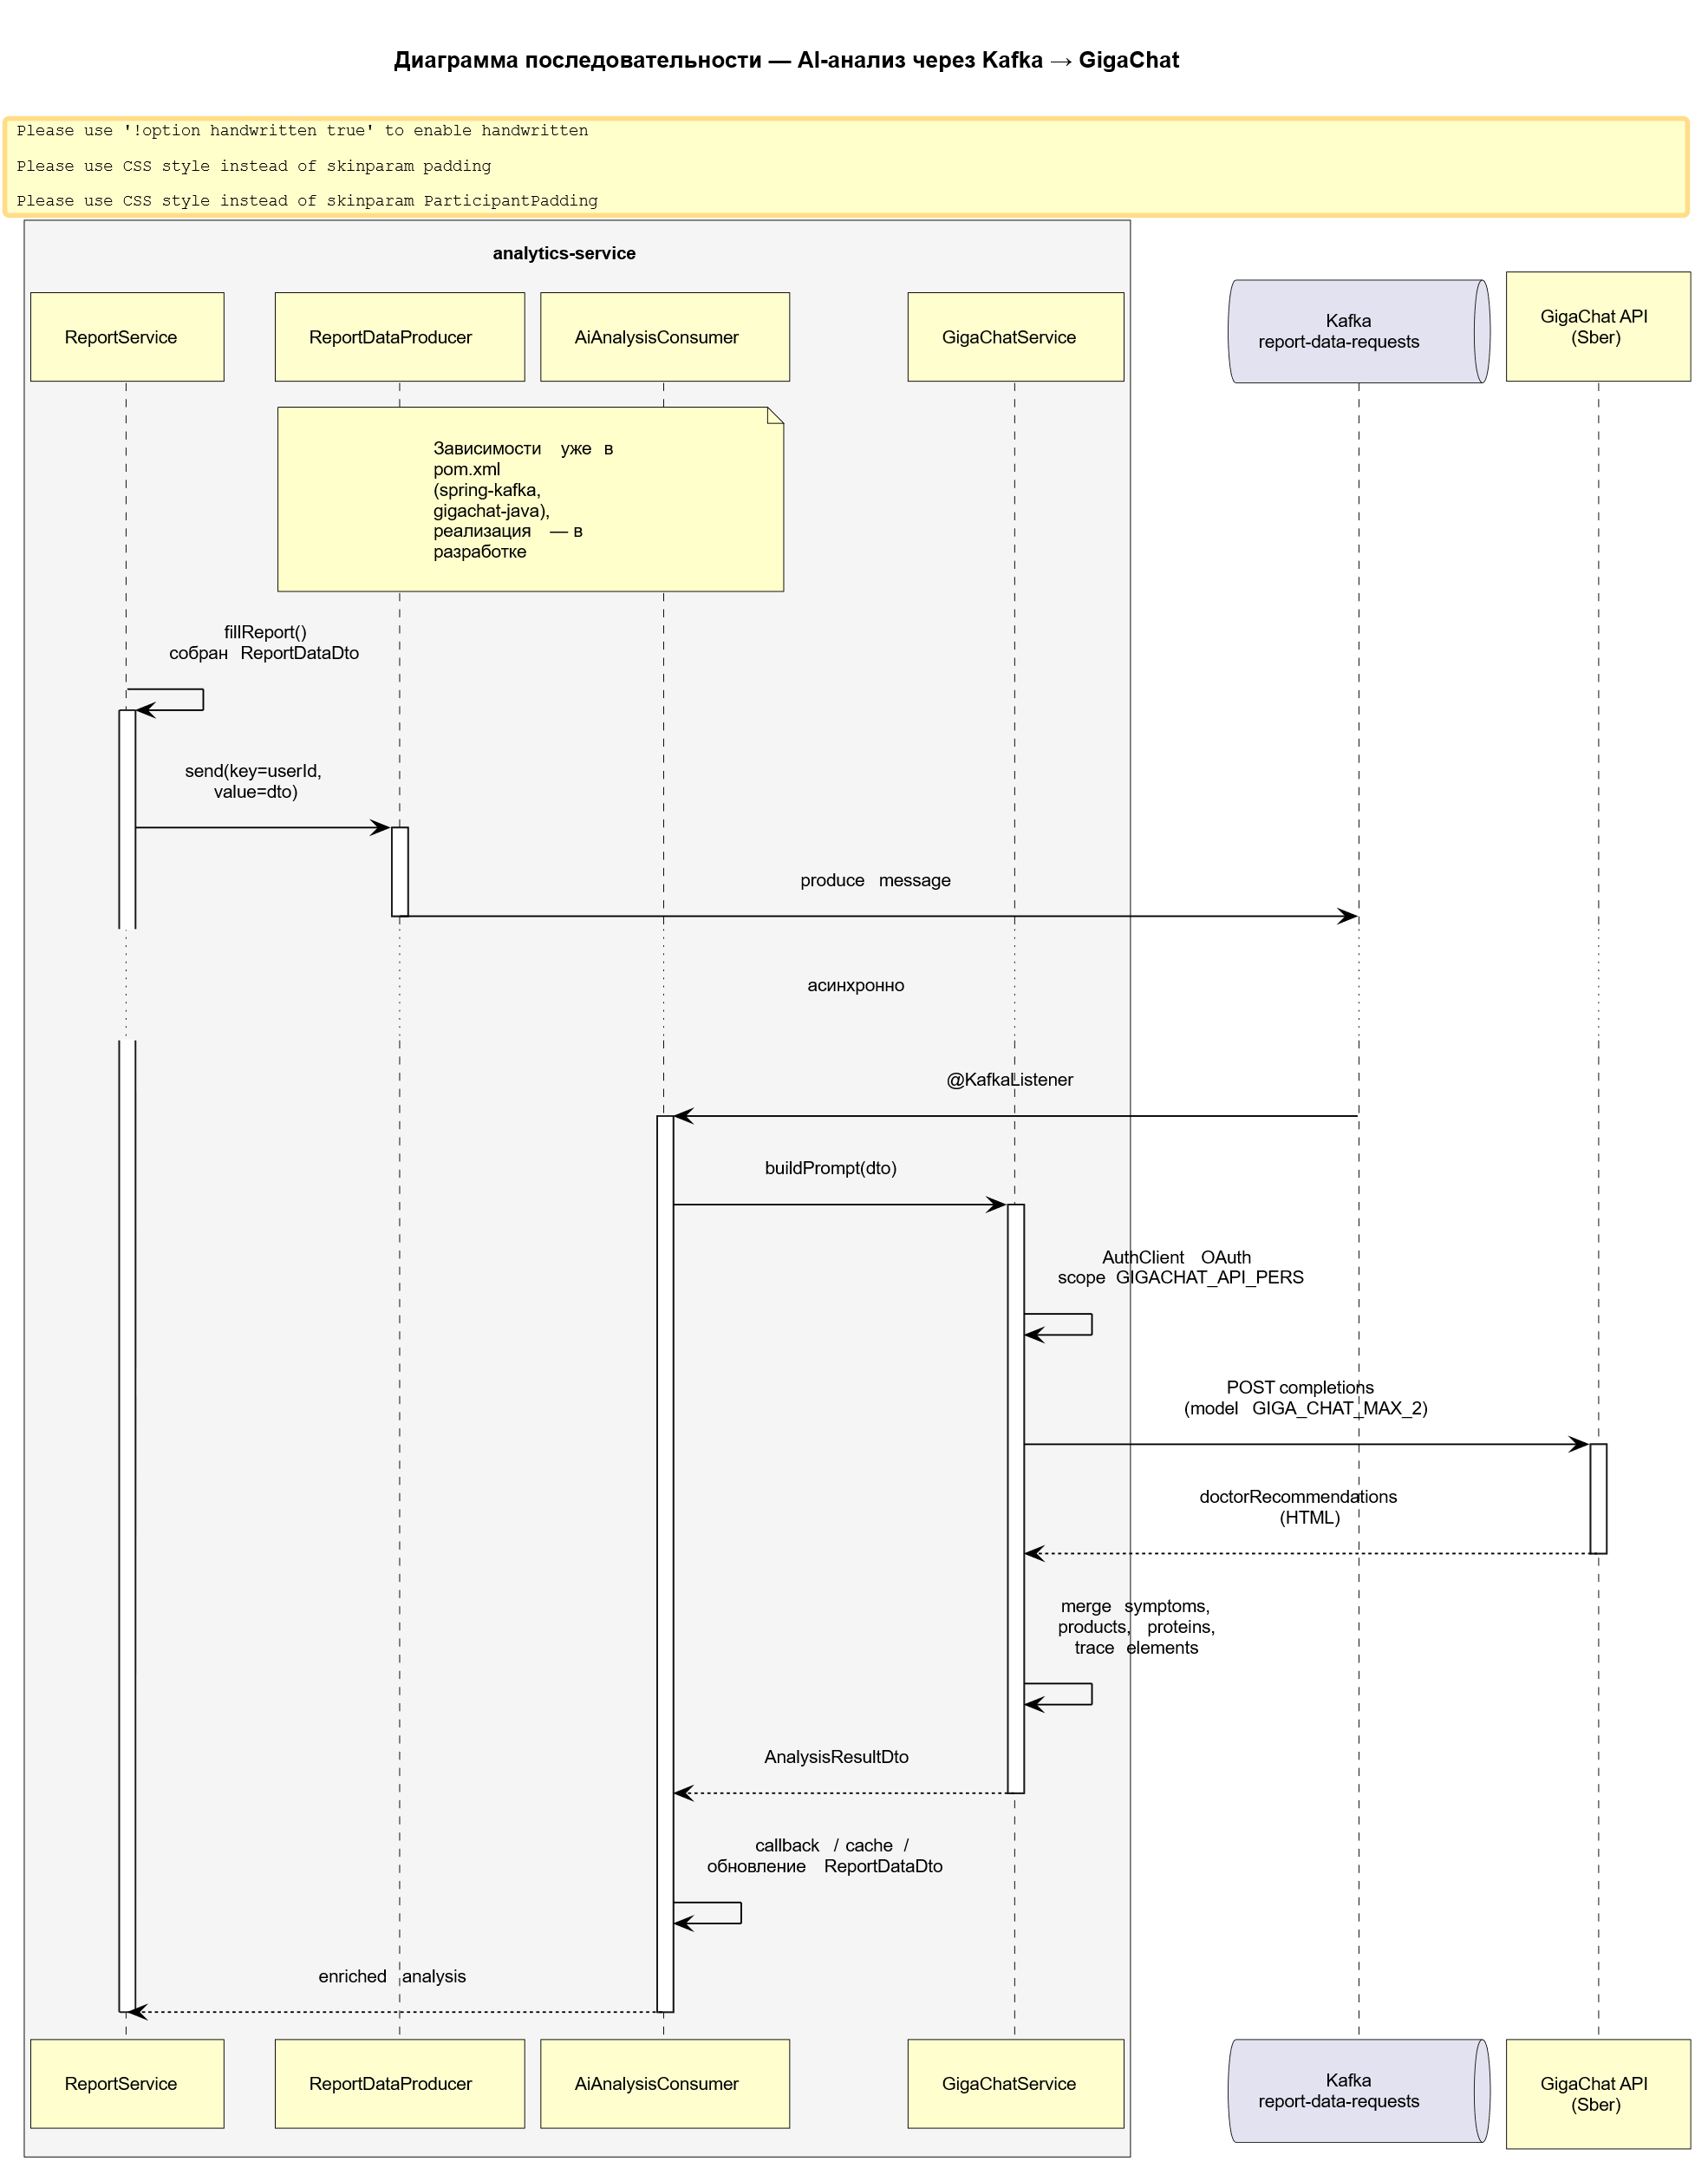 Диаграмма последовательности — AI-анализ через Kafka → GigaChat
Please use '!option handwritten true' to enable handwritten
Please use CSS style instead of skinparam padding
Please use CSS style instead of skinparam ParticipantPadding
analytics-service
ReportService
ReportDataProducer
AiAnalysisConsumer
GigaChatService
Kafka
report-data-requests
GigaChat API
(Sber)
Зависимости уже в
pom.xml
(spring-kafka,
gigachat-java),
реализация — в
разработке
fillReport()
собран ReportDataDto
send(key=userId,
value=dto)
produce message
асинхронно
@KafkaListener
buildPrompt(dto)
AuthClient OAuth
scope GIGACHAT_API_PERS
POST completions
(model GIGA_CHAT_MAX_2)
doctorRecommendations
(HTML)
merge symptoms,
products, proteins,
trace elements
AnalysisResultDto
callback / cache /
обновление ReportDataDto
enriched analysis
ReportService
ReportDataProducer
AiAnalysisConsumer
GigaChatService
Kafka
report-data-requests
GigaChat API
(Sber)